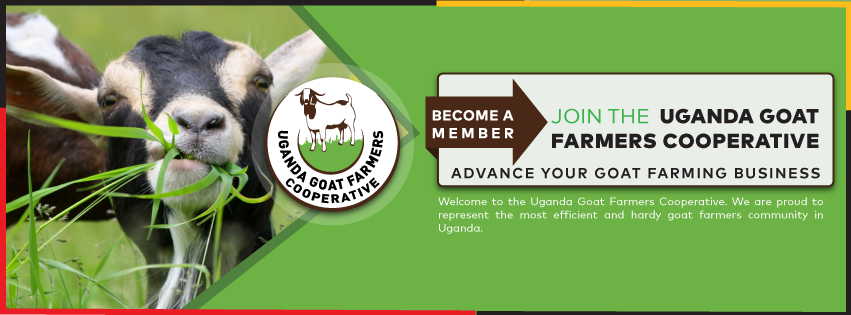 UGANDA GOAT FARMERS
COOPERATIVE
BECOME A
MEMBER
JOIN THE UGANDA GOAT
FARMERS COOPERATIVE
ADVANCE YOUR GOAT FARMING BUSINESS
Welcome to the Uganda Goat Farmers Cooperative. We are proud to
represent the most efficient and hardy goat farmers community in
Uganda.